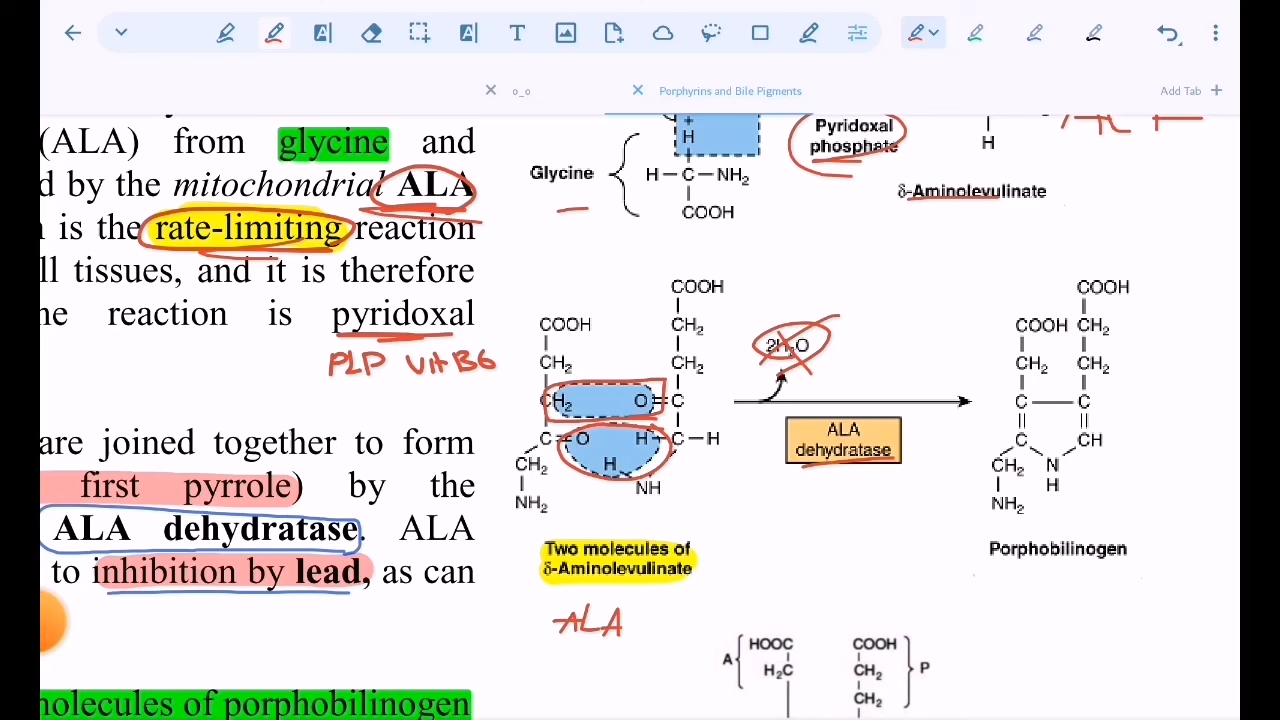 T
o_o
Porphyrins and Bile Pigments
Add Tab
(ALA) from glycine and
d by the mitochondrial ALA
is the rate-limiting reaction
ll tissues, and it is therefore
ne reaction is pyridoxal
PLP Vit B6
are joined together to form
first pyrrole) by the
ALA dehydratase. ALA
to inhibition by lead, as can
molecules of porphobilinogen
Glycine
+
H
H–C–NH₂
COOH
Pyridoxal
phosphate
H
δ-Aminolevulinate
COOH
CH₂
CH₂
C–H
O=C
H
COOH
CH₂
CH₂
C=O
CH₂
NH₂
H
NH
Two molecules of
δ-Aminolevulinate
ALA
2H₂O
ALA
dehydratase
COOH
COOH CH₂
CH₂ CH₂
C C
C CH
CH₂ N
H
NH₂
Porphobilinogen
A HOOC COOH P
H₂C CH₂
CH₂